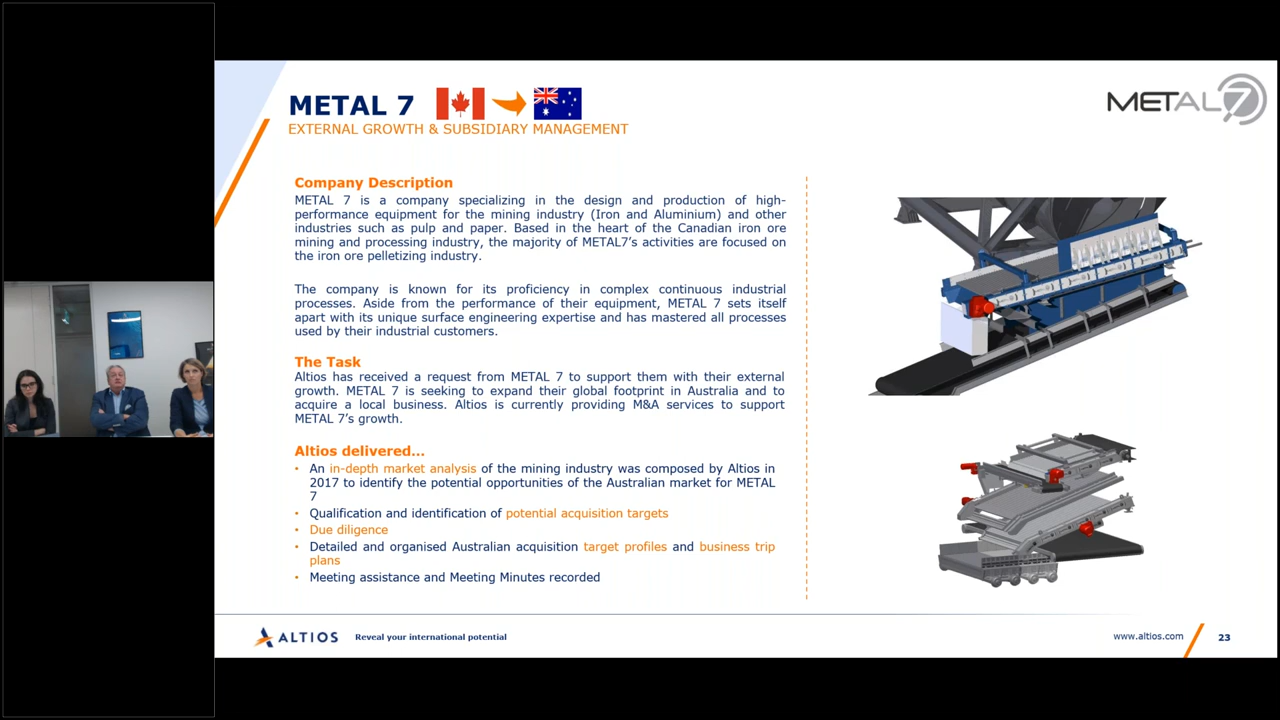 METAL 7
METAL7
EXTERNAL GROWTH & SUBSIDIARY MANAGEMENT
Company Description
METAL 7 is a company specializing in the design and production of high-
performance equipment for the mining industry (Iron and Aluminium) and other
industries such as pulp and paper. Based in the heart of the Canadian iron ore
mining and processing industry, the majority of METAL7's activities are focused on
the iron ore pelletizing industry.
The company is known for its proficiency in complex continuous industrial
processes. Aside from the performance of their equipment, METAL 7 sets itself
apart with its unique surface engineering expertise and has mastered all processes
used by their industrial customers.
The Task
Altios has received a request from METAL 7 to support them with their external
growth. METAL 7 is seeking to expand their global footprint in Australia and to
acquire a local business. Altios is currently providing M&A services to support
METAL 7's growth.
Altios delivered...
• An in-depth market analysis of the mining industry was composed by Altios in
2017 to identify the potential opportunities of the Australian market for METAL
7
• Qualification and identification of potential acquisition targets
• Due diligence
• Detailed and organised Australian acquisition target profiles and business trip
plans
• Meeting assistance and Meeting Minutes recorded
ALTIOS Reveal your international potential
www.altios.com 23